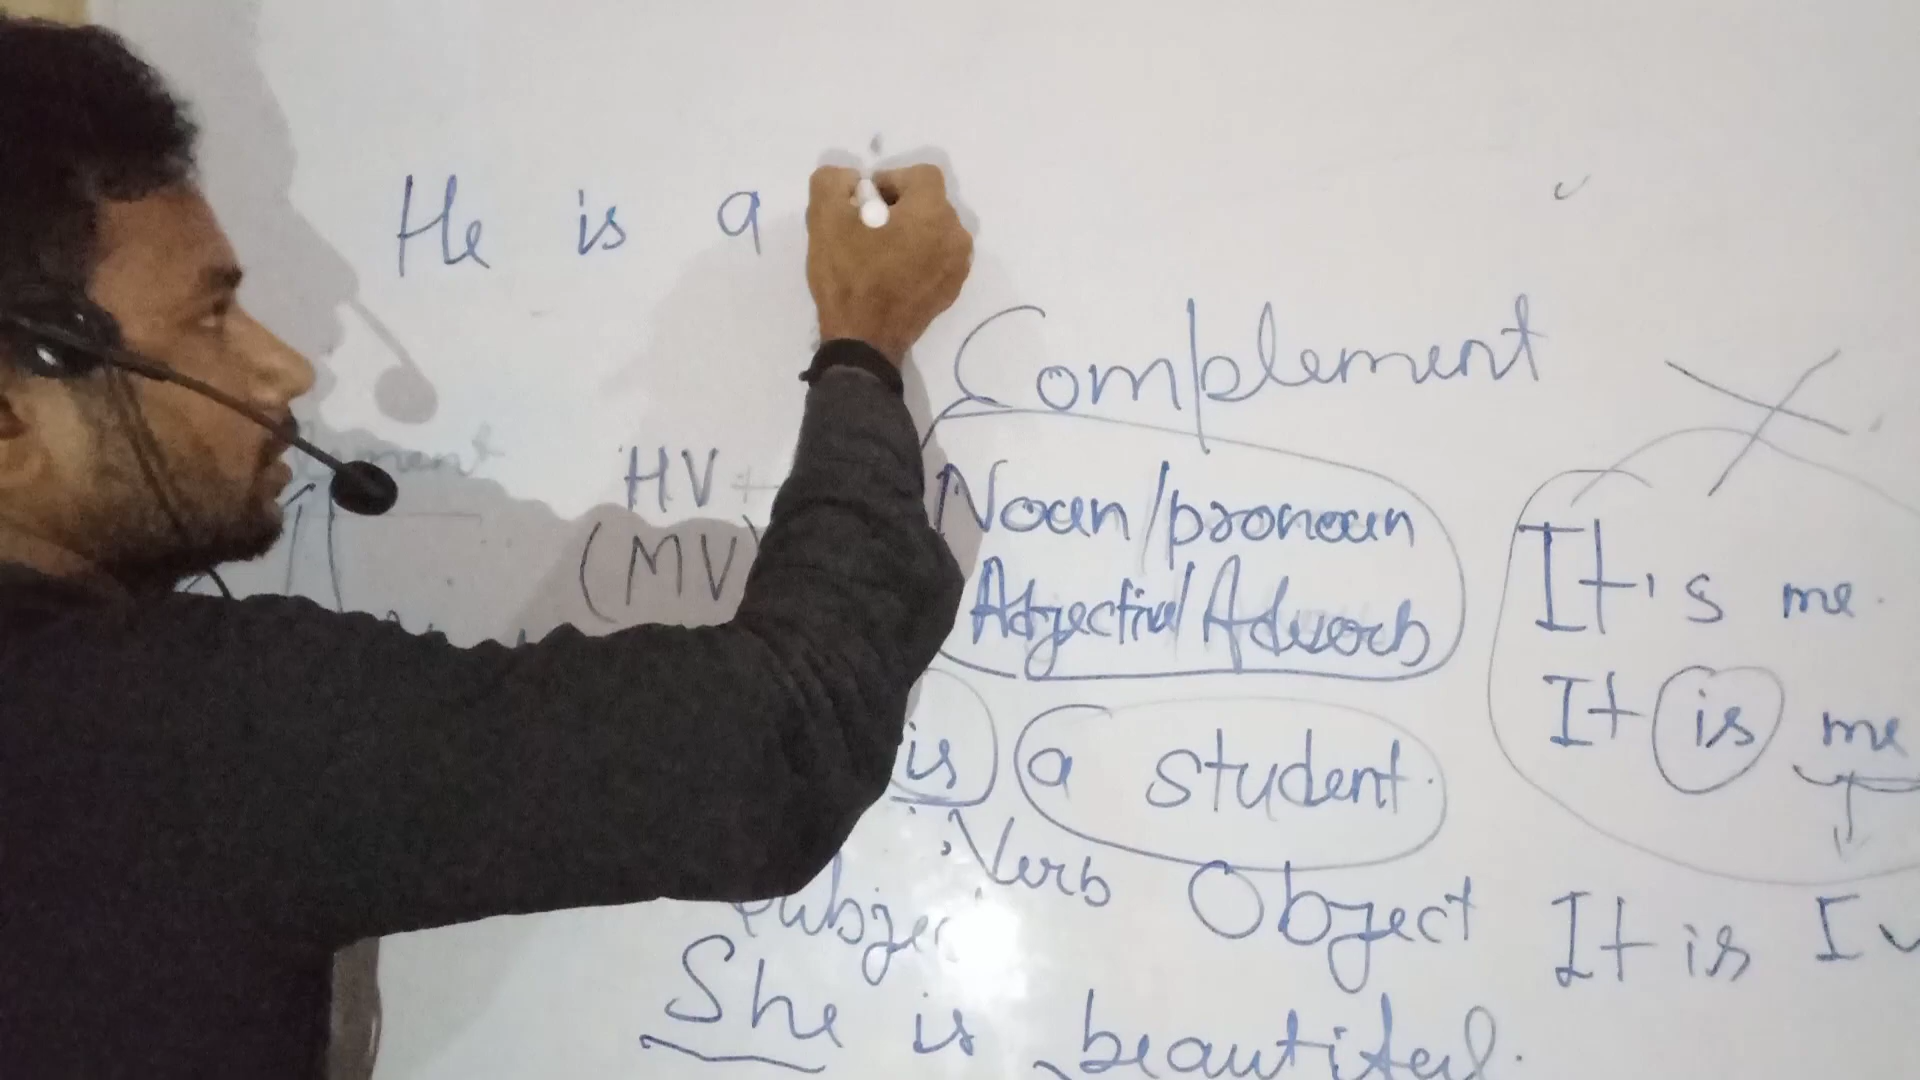 He is a
Complement
HV +
(MV)
Noun/pronoun
Adjective/Adverb
It's me.
It is me
is a student.
Verb Object
It is I
She is beautiful.